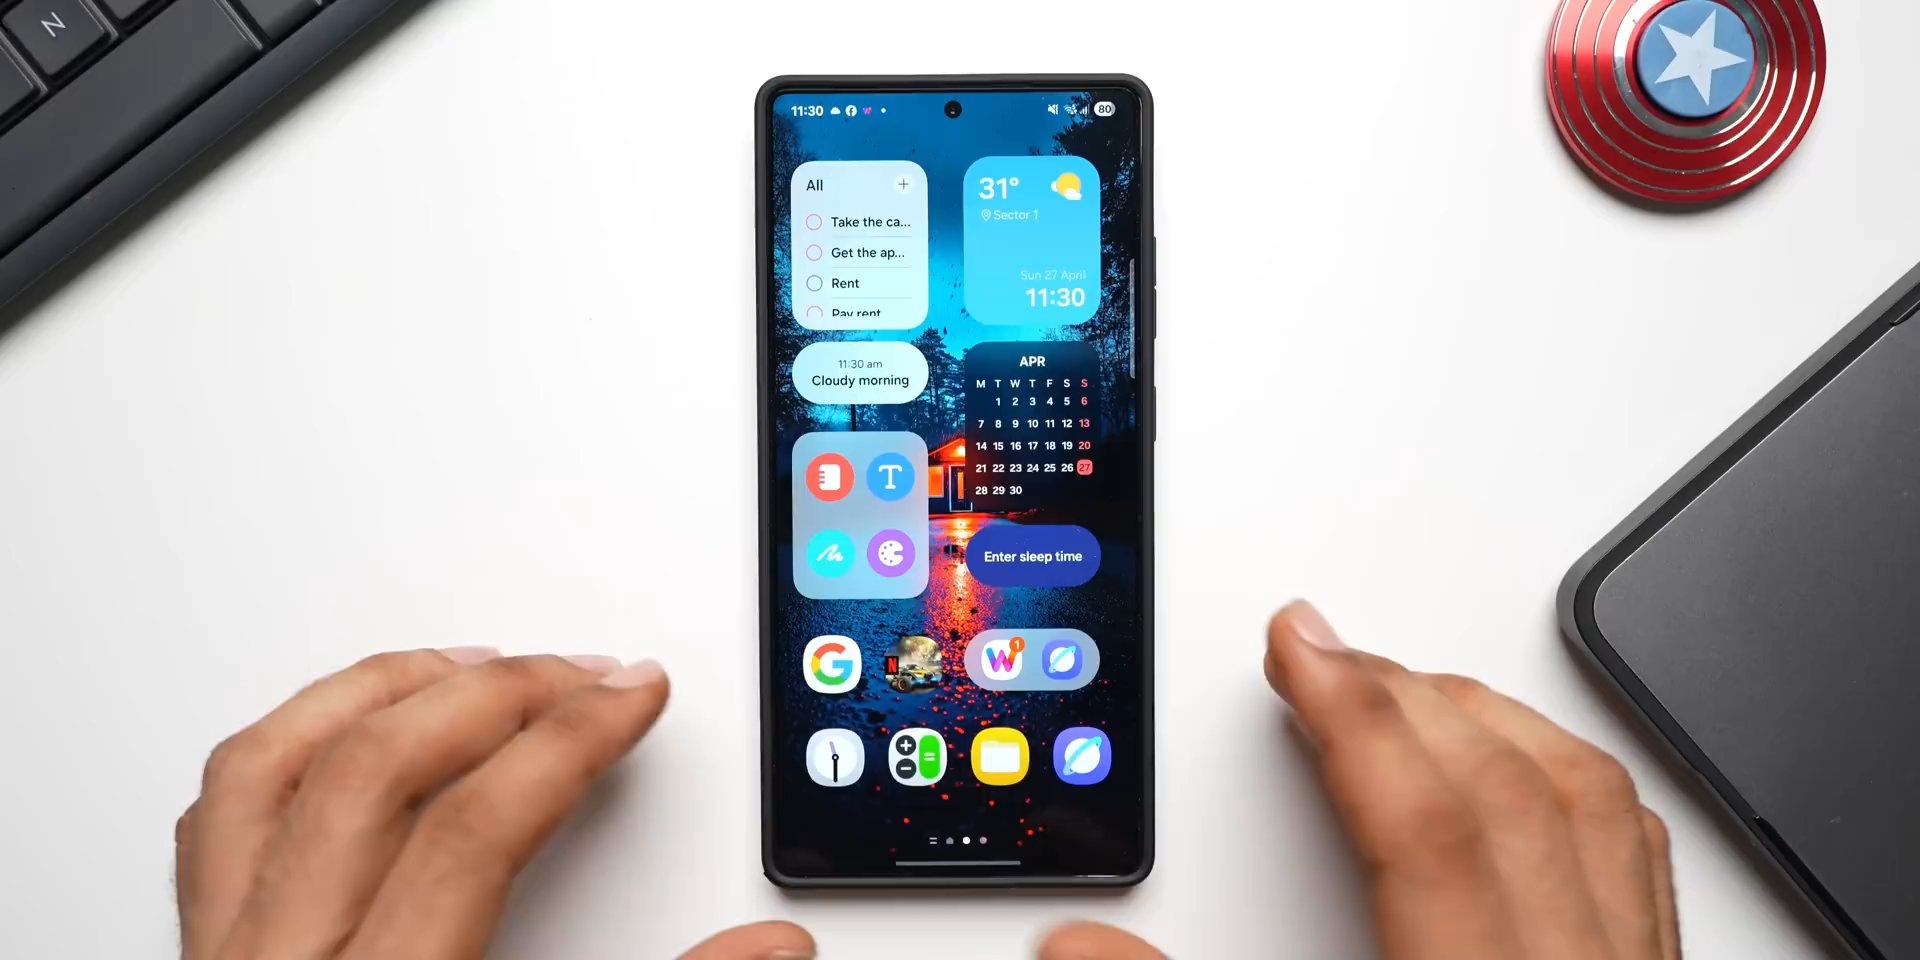 N
11:30
80
All
+
Take the ca...
Get the ap...
Rent
Pay rent
31°
Sector 1
Sun 27 April
11:30
11:30 am
Cloudy morning
APR
M T W T F S S
1 2 3 4 5 6
7 8 9 10 11 12 13
14 15 16 17 18 19 20
21 22 23 24 25 26 27
28 29 30
T
Enter sleep time
G
N
W
1